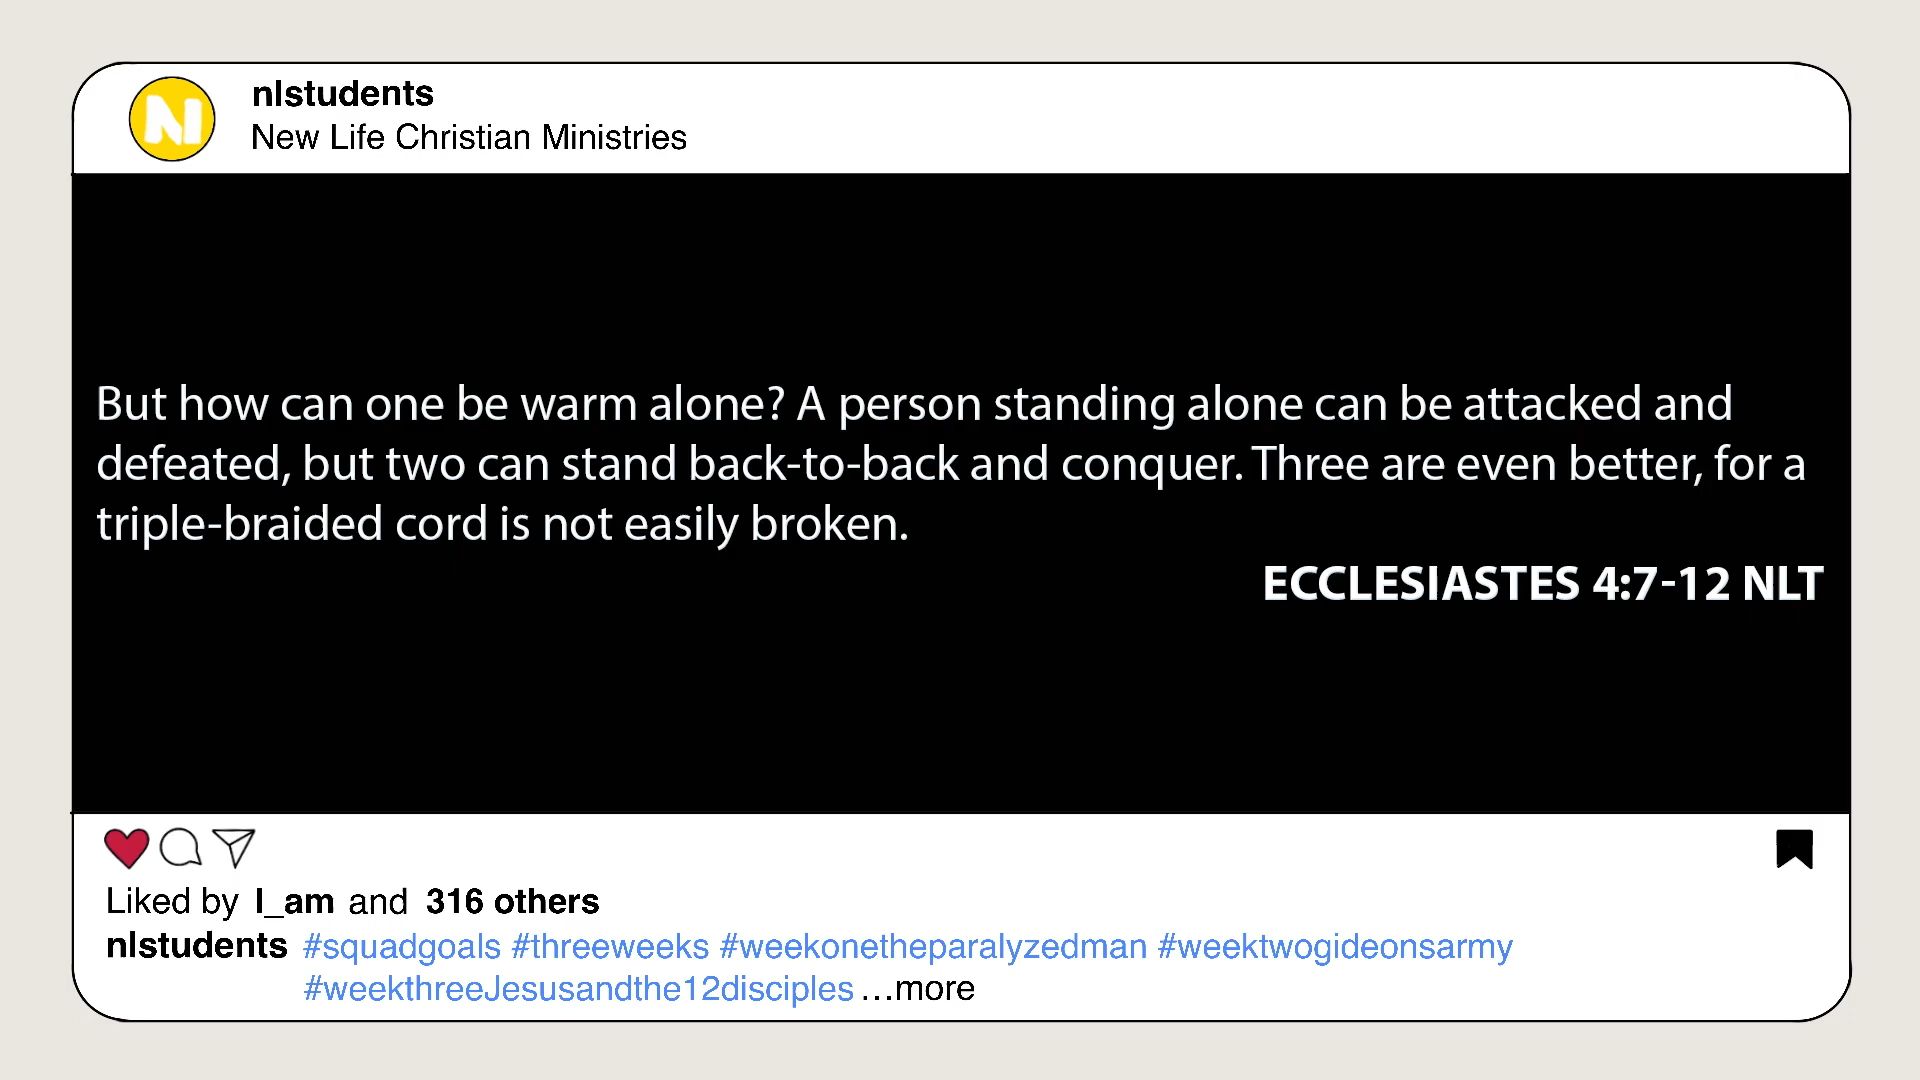 Nl
nlstudents
New Life Christian Ministries
But how can one be warm alone? A person standing alone can be attacked and
defeated, but two can stand back-to-back and conquer. Three are even better, for a
triple-braided cord is not easily broken.
ECCLESIASTES 4:7-12 NLT
Liked by I_am and 316 others
nlstudents #squadgoals #threeweeks #weekonetheparalyzedman #weektwogideonsarmy
#weekthreeJesusandthe12disciples ...more